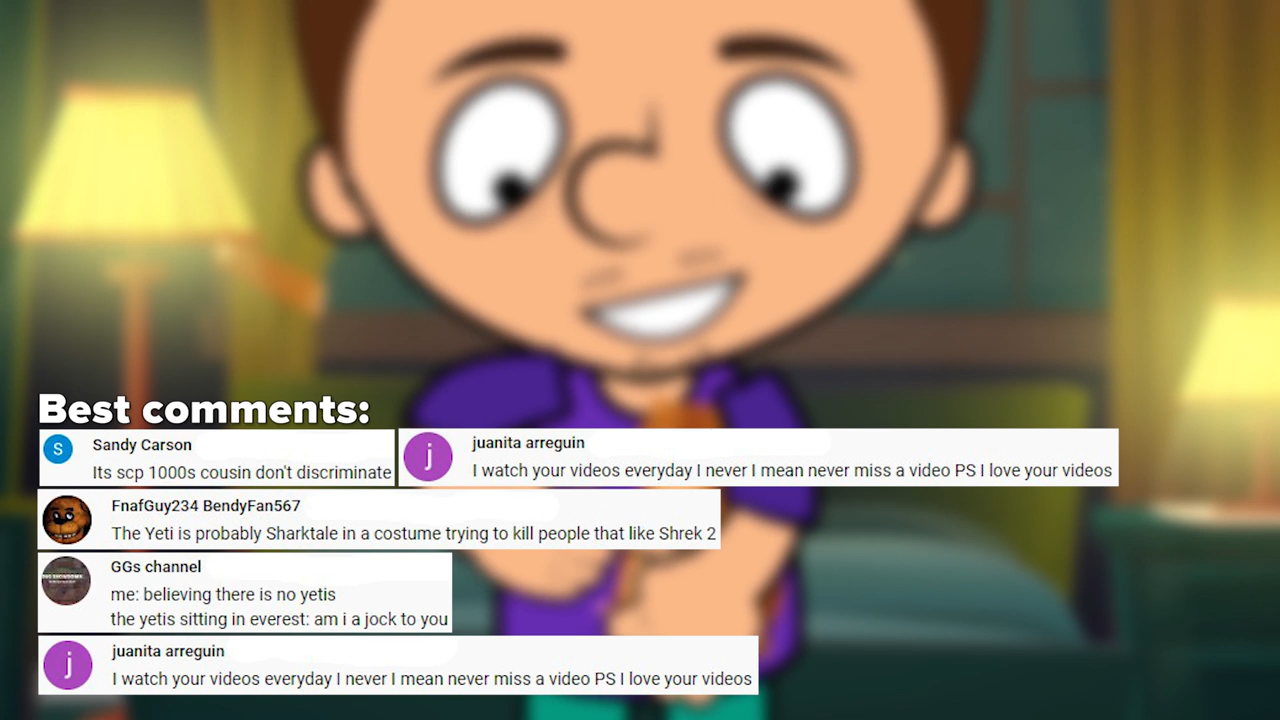 Best comments:
S
Sandy Carson
Its scp 1000s cousin don't discriminate
j
juanita arreguin
I watch your videos everyday I never I mean never miss a video PS I love your videos
FnafGuy234 BendyFan567
The Yeti is probably Sharktale in a costume trying to kill people that like Shrek 2
GGs channel
me: believing there is no yetis
the yetis sitting in everest: am i a jock to you
j
juanita arreguin
I watch your videos everyday I never I mean never miss a video PS I love your videos